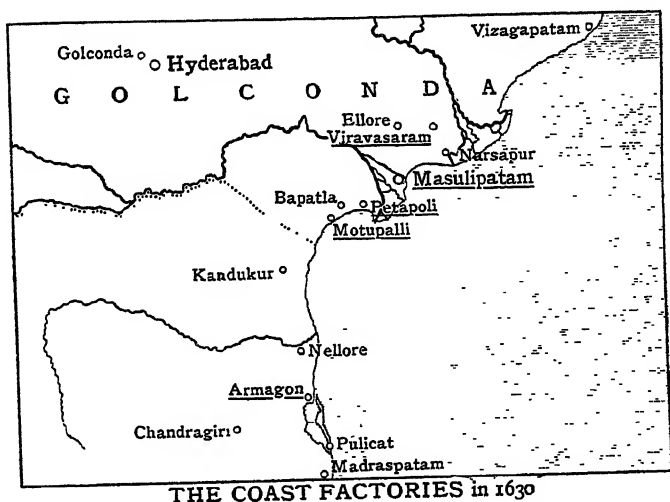 Vizagapatam
Golconda
Hyderabad
G O L C O N D A
Ellore
Viravasaram
Narsapur
Masulipatam
Bapatla
Petapoli
Motupalli
Kandukur
Nellore
Armagon
Chandragiri
Pulicat
Madraspatam
THE COAST FACTORIES in 1630